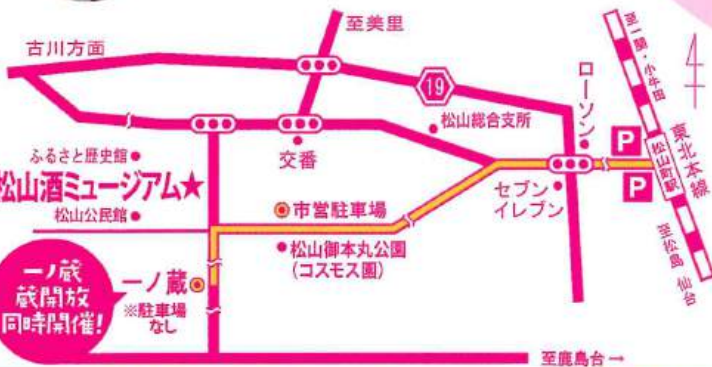 至美里
古川方面
19
至一関・小牛田
ローソン
松山総合支所
P
東北本線
松山町駅
ふるさと歴史館
交番
セブン
イレブン
P
松山酒ミュージアム★
松山公民館
市営駐車場
松山御本丸公園
(コスモス園)
至松島 仙台
一ノ蔵
蔵開放
同時開催!
一ノ蔵
※駐車場
なし
至鹿島台→